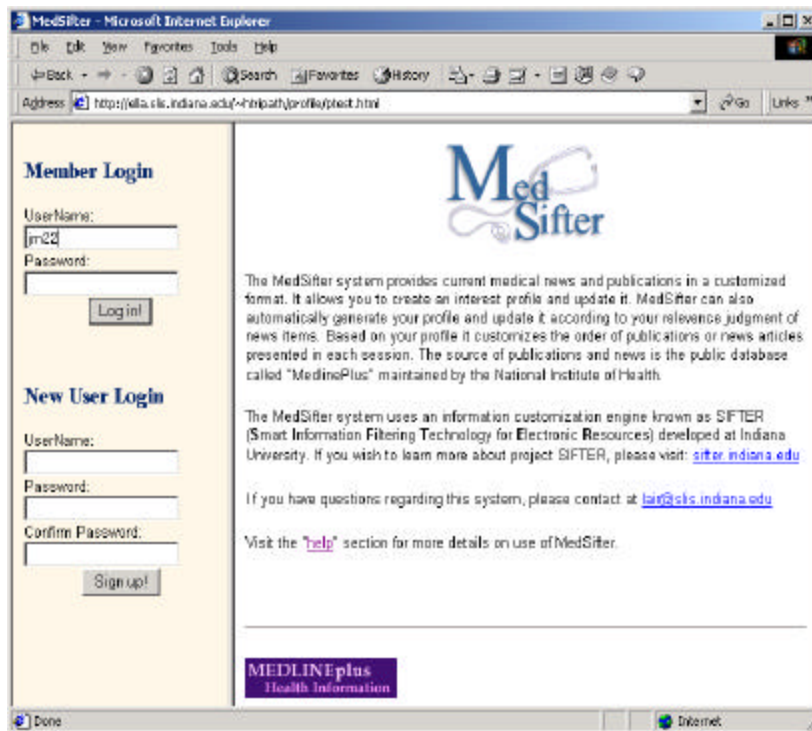 MedSifter - Microsoft Internet Explorer
File Edit View Favorites Tools Help
Back Search Favorites History
Address http://ella.slis.indiana.edu/~htripath/profile/ptest.html Go Links »
Member Login
UserName:
jm22
Password:
Log in!
New User Login
UserName:
Password:
Confirm Password:
Sign up!
Med
Sifter
The MedSifter system provides current medical news and publications in a customized
format. It allows you to create an interest profile and update it. MedSifter can also
automatically generate your profile and update it according to your relevance judgment of
news items. Based on your profile it customizes the order of publications or news articles
presented in each session. The source of publications and news is the public database
called "MedlinePlus" maintained by the National Institute of Health.
The MedSifter system uses an information customization engine known as SIFTER
(Smart Information Filtering Technology for Electronic Resources) developed at Indiana
University. If you wish to learn more about project SIFTER, please visit: sifter.indiana.edu
If you have questions regarding this system, please contact at lair@slis.indiana.edu
Visit the "help" section for more details on use of MedSifter.
MEDLINEplus
Health Information
Done
Internet